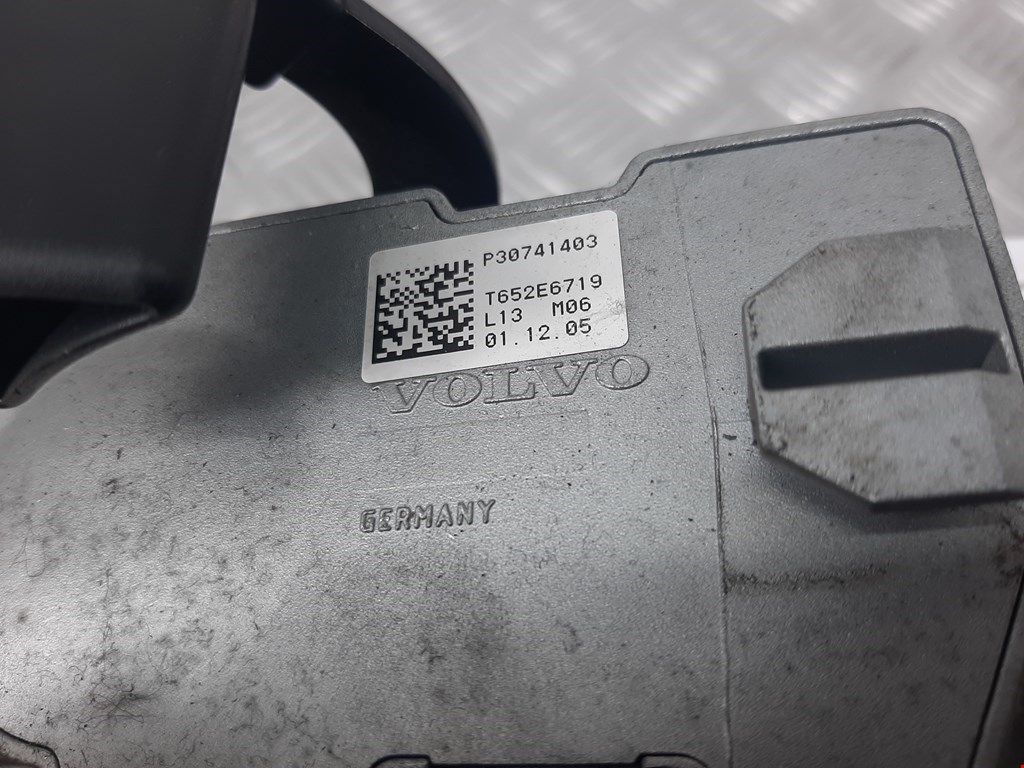 P30741403
T652E6719
L13 M06
01.12.05
VOLVO
GERMANY